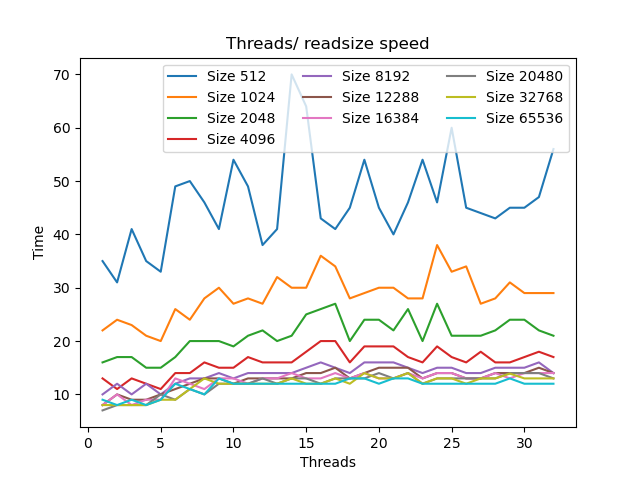 Threads/ readsize speed
Size 512
Size 1024
Size 2048
Size 4096
Size 8192
Size 12288
Size 16384
Size 20480
Size 32768
Size 65536
Time
70
60
50
40
30
20
10
0
5
10
15
20
25
30
Threads